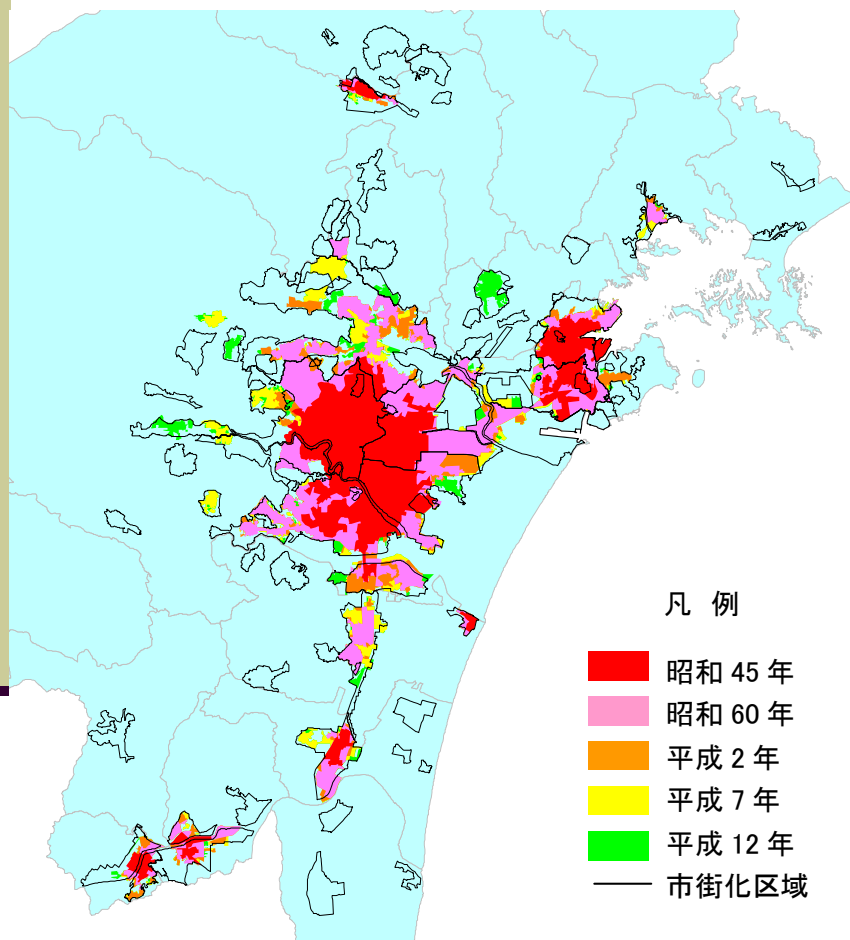 凡 例
昭和 45 年
昭和 60 年
平成 2 年
平成 7 年
平成 12 年
市街化区域